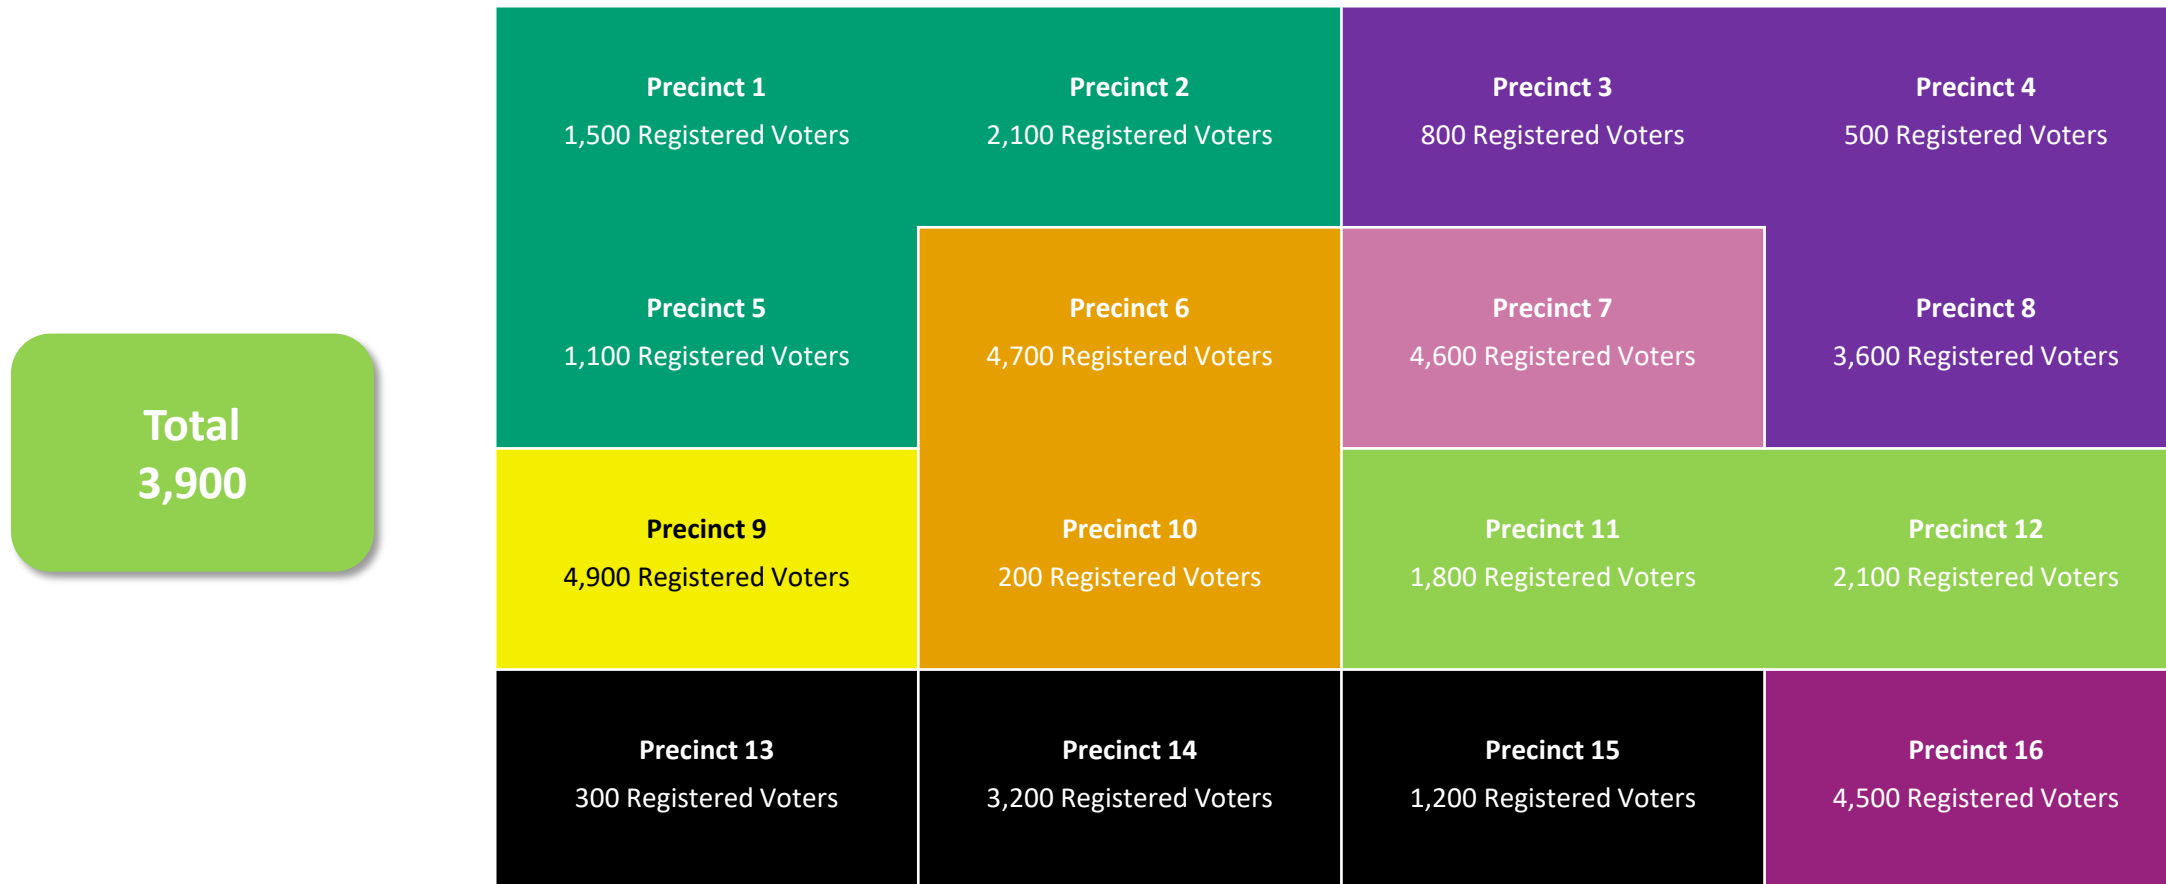 Total
3,900
Precinct 1
1,500 Registered Voters
Precinct 2
2,100 Registered Voters
Precinct 3
800 Registered Voters
Precinct 4
500 Registered Voters
Precinct 5
1,100 Registered Voters
Precinct 6
4,700 Registered Voters
Precinct 7
4,600 Registered Voters
Precinct 8
3,600 Registered Voters
Precinct 9
4,900 Registered Voters
Precinct 10
200 Registered Voters
Precinct 11
1,800 Registered Voters
Precinct 12
2,100 Registered Voters
Precinct 13
300 Registered Voters
Precinct 14
3,200 Registered Voters
Precinct 15
1,200 Registered Voters
Precinct 16
4,500 Registered Voters